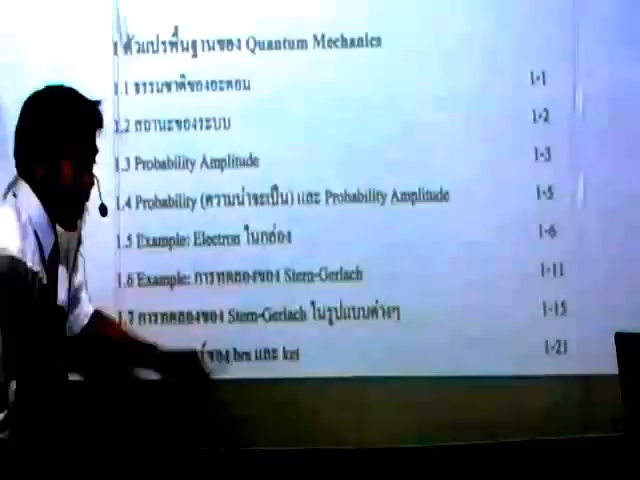 1 ตัวแปรพื้นฐานของ Quantum Mechanics
1.1 ธรรมชาติของอะตอม 1-1
1.2 สถานะของระบบ 1-2
1.3 Probability Amplitude 1-3
1.4 Probability (ความน่าจะเป็น) และ Probability Amplitude 1-5
1.5 Example: Electron ในกล่อง 1-6
1.6 Example: การทดลองของ Stern-Gerlach 1-11
1.7 การทดลองของ Stern-Gerlach ในรูปแบบต่างๆ 1-15
ของ bra และ ket 1-21